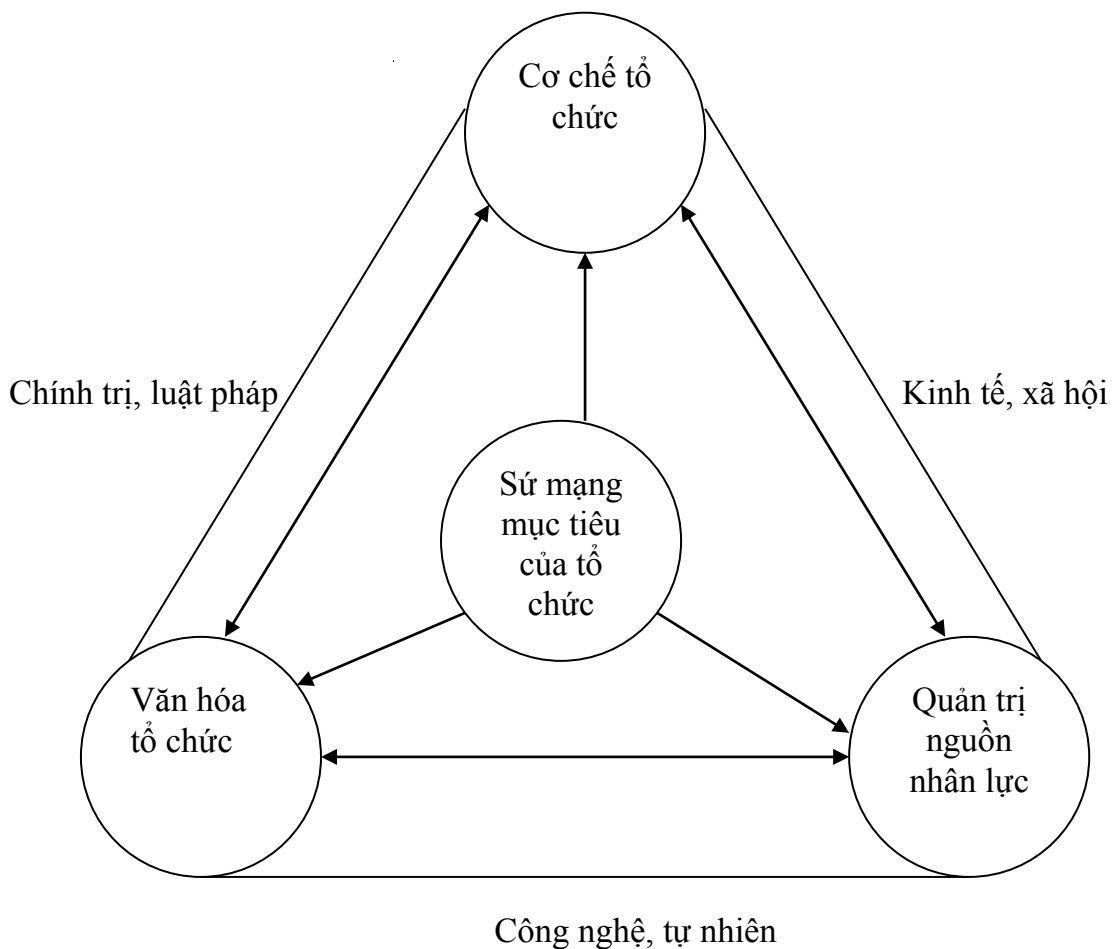 Cơ chế tổ
chức
Chính trị, luật pháp
Kinh tế, xã hội
Sứ mạng
mục tiêu
của tổ
chức
Văn hóa
tổ chức
Quản trị
nguồn
nhân lực
Công nghệ, tự nhiên